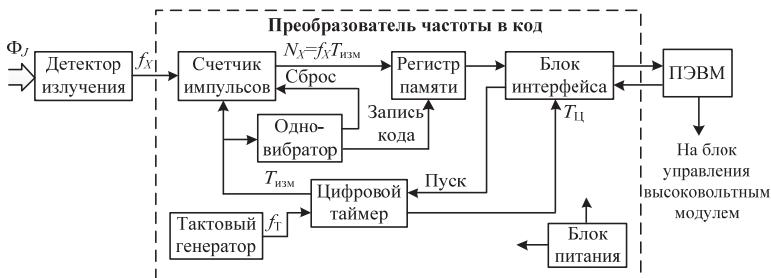 Преобразователь частоты в код
Φ_J
Детектор
излучения
f_X
Счетчик
импульсов
N_X=f_XT_изм
Регистр
памяти
Блок
интерфейса
ПЭВМ
Сброс
Одно-
вибратор
Запись
кода
T_Ц
На блок
управления
высоковольтным
модулем
T_изм
Пуск
Цифровой
таймер
Тактовый
генератор
f_Т
Блок
питания